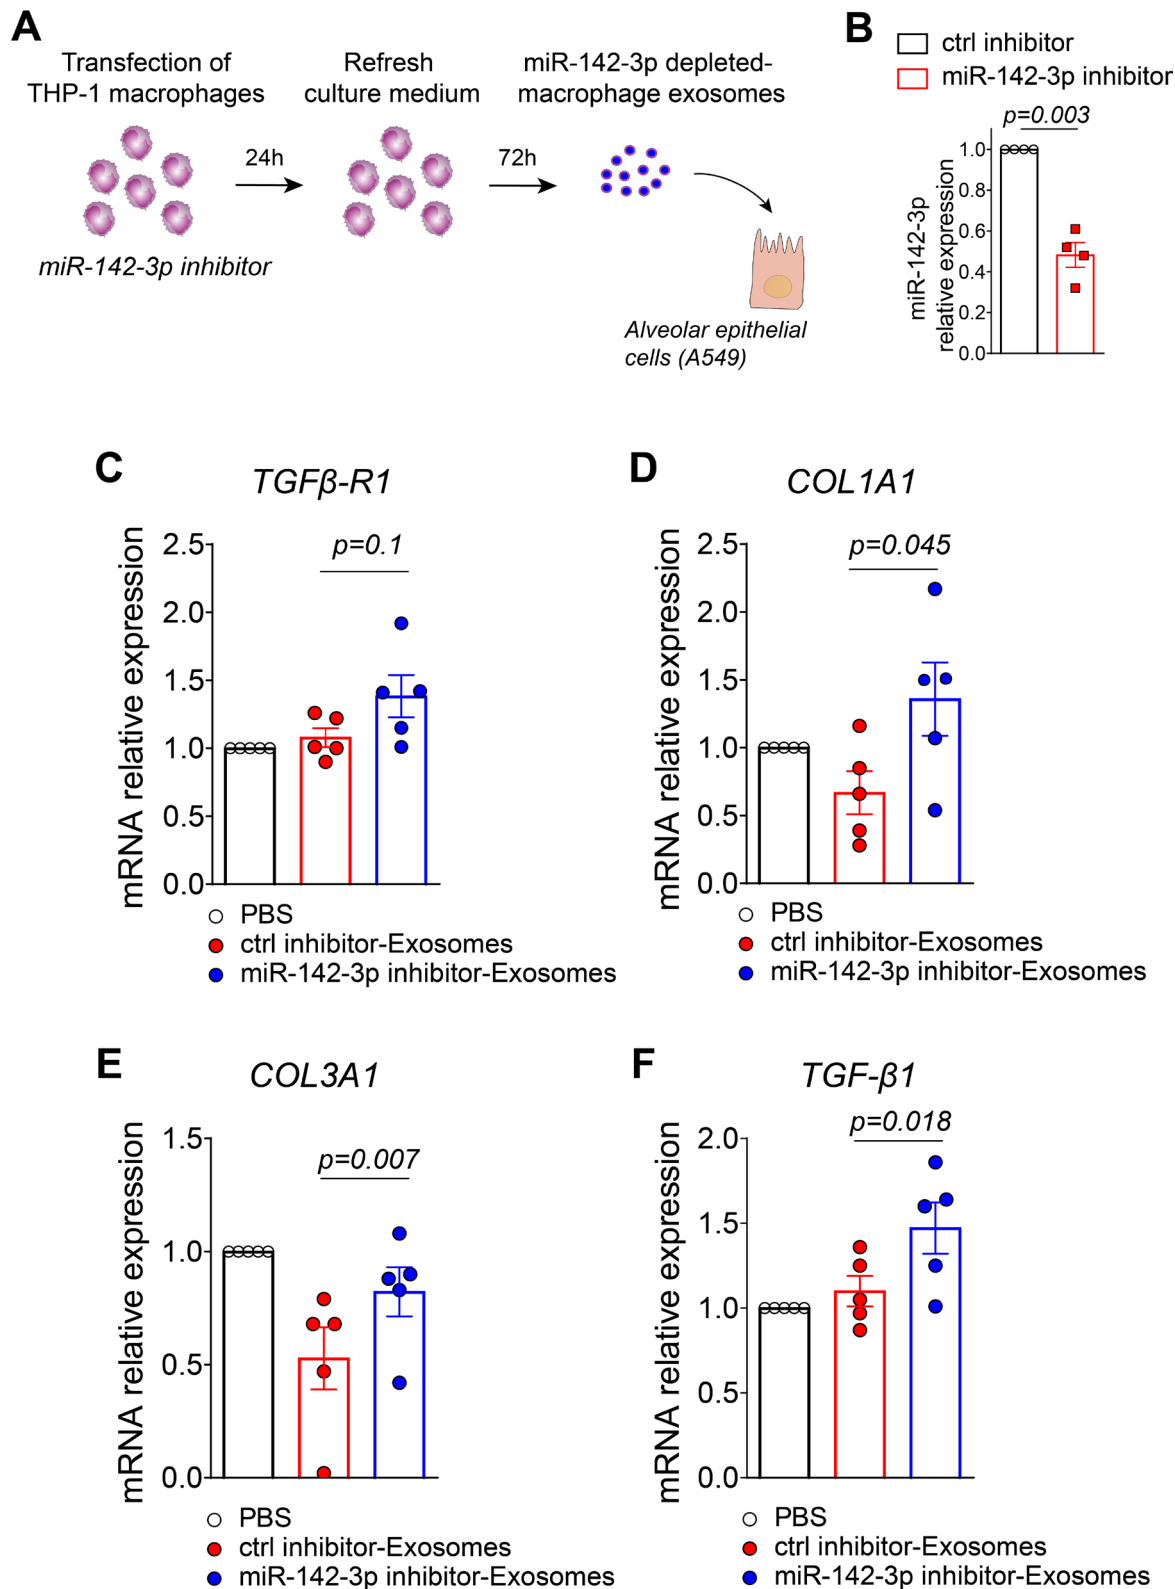 A
Transfection of
THP-1 macrophages
Refresh
culture medium
miR-142-3p depleted-
macrophage exosomes
24h
72h
miR-142-3p inhibitor
Alveolar epithelial
cells (A549)
B
ctrl inhibitor
miR-142-3p inhibitor
p=0.003
miR-142-3p
relative expression
1.0
0.8
0.6
0.4
0.2
0.0
C
TGFβ-R1
p=0.1
mRNA relative expression
2.5
2.0
1.5
1.0
0.5
0.0
PBS
ctrl inhibitor-Exosomes
miR-142-3p inhibitor-Exosomes
D
COL1A1
p=0.045
mRNA relative expression
2.5
2.0
1.5
1.0
0.5
0.0
PBS
ctrl inhibitor-Exosomes
miR-142-3p inhibitor-Exosomes
E
COL3A1
p=0.007
mRNA relative expression
1.5
1.0
0.5
0.0
PBS
ctrl inhibitor-Exosomes
miR-142-3p inhibitor-Exosomes
F
TGF-β1
p=0.018
mRNA relative expression
2.0
1.5
1.0
0.5
0.0
PBS
ctrl inhibitor-Exosomes
miR-142-3p inhibitor-Exosomes